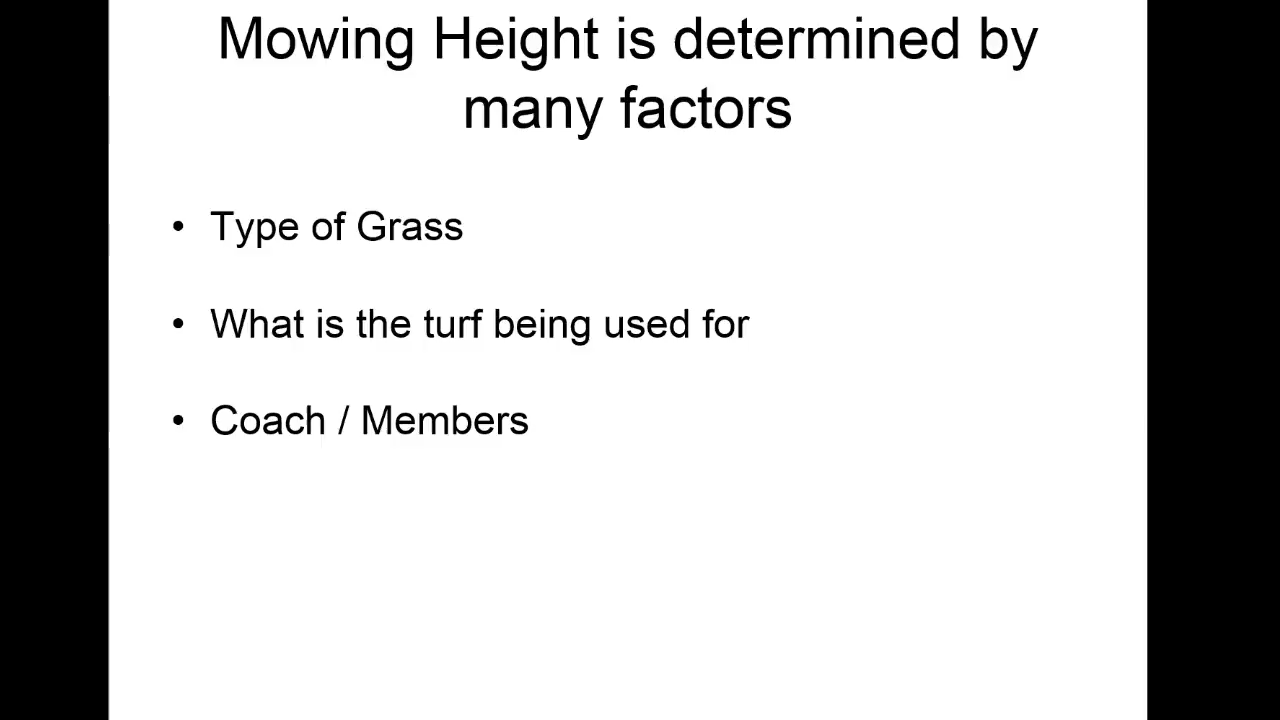 Mowing Height is determined by
many factors
• Type of Grass
• What is the turf being used for
• Coach / Members